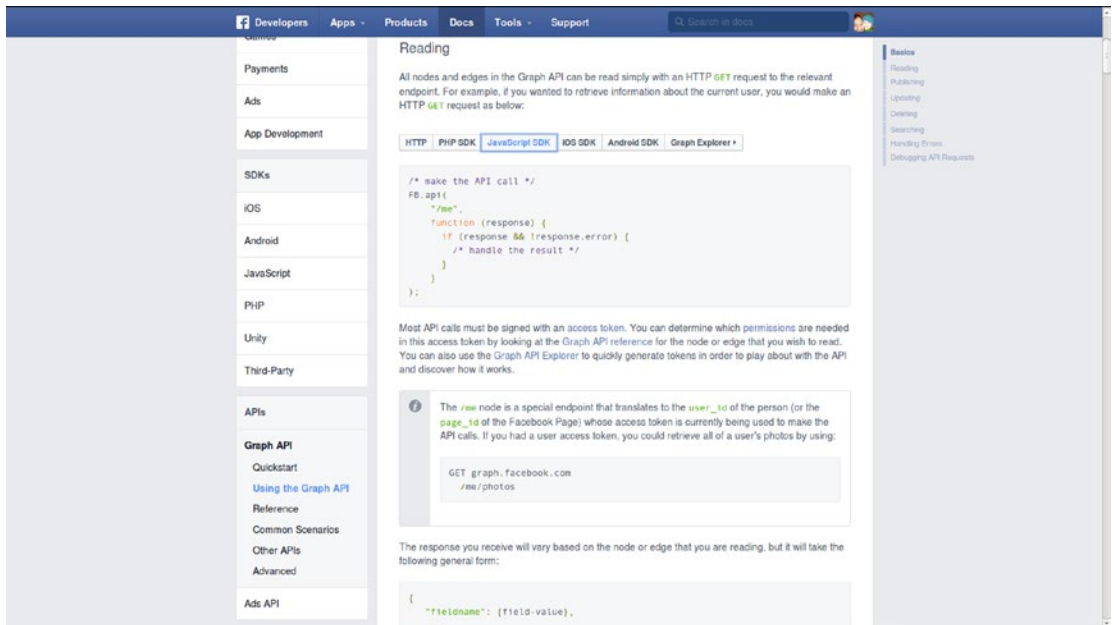 Developers Apps Products Docs Tools Support Search in docs
Games
Payments
Ads
App Development
SDKs
iOS
Android
JavaScript
PHP
Unity
Third-Party
APIs
Graph API
Quickstart
Using the Graph API
Reference
Common Scenarios
Other APIs
Advanced
Ads API
Reading
All nodes and edges in the Graph API can be read simply with an HTTP GET request to the relevant
endpoint. For example, if you wanted to retrieve information about the current user, you would make an
HTTP GET request as below:
HTTP PHP SDK JavaScript SDK iOS SDK Android SDK Graph Explorer
/* make the API call */
FB.api(
"/me",
function (response) {
if (response && !response.error) {
/* handle the result */
}
}
);
Most API calls must be signed with an access token. You can determine which permissions are needed
in this access token by looking at the Graph API reference for the node or edge that you wish to read.
You can also use the Graph API Explorer to quickly generate tokens in order to play about with the API
and discover how it works.
The /me node is a special endpoint that translates to the user_id of the person (or the
page_id of the Facebook Page) whose access token is currently being used to make the
API calls. If you had a user access token, you could retrieve all of a user's photos by using:
GET graph.facebook.com
/me/photos
The response you receive will vary based on the node or edge that you are reading, but it will take the
following general form:
{
"fieldname": {field-value},
Basics
Reading
Publishing
Updating
Deleting
Searching
Handling Errors
Debugging API Requests